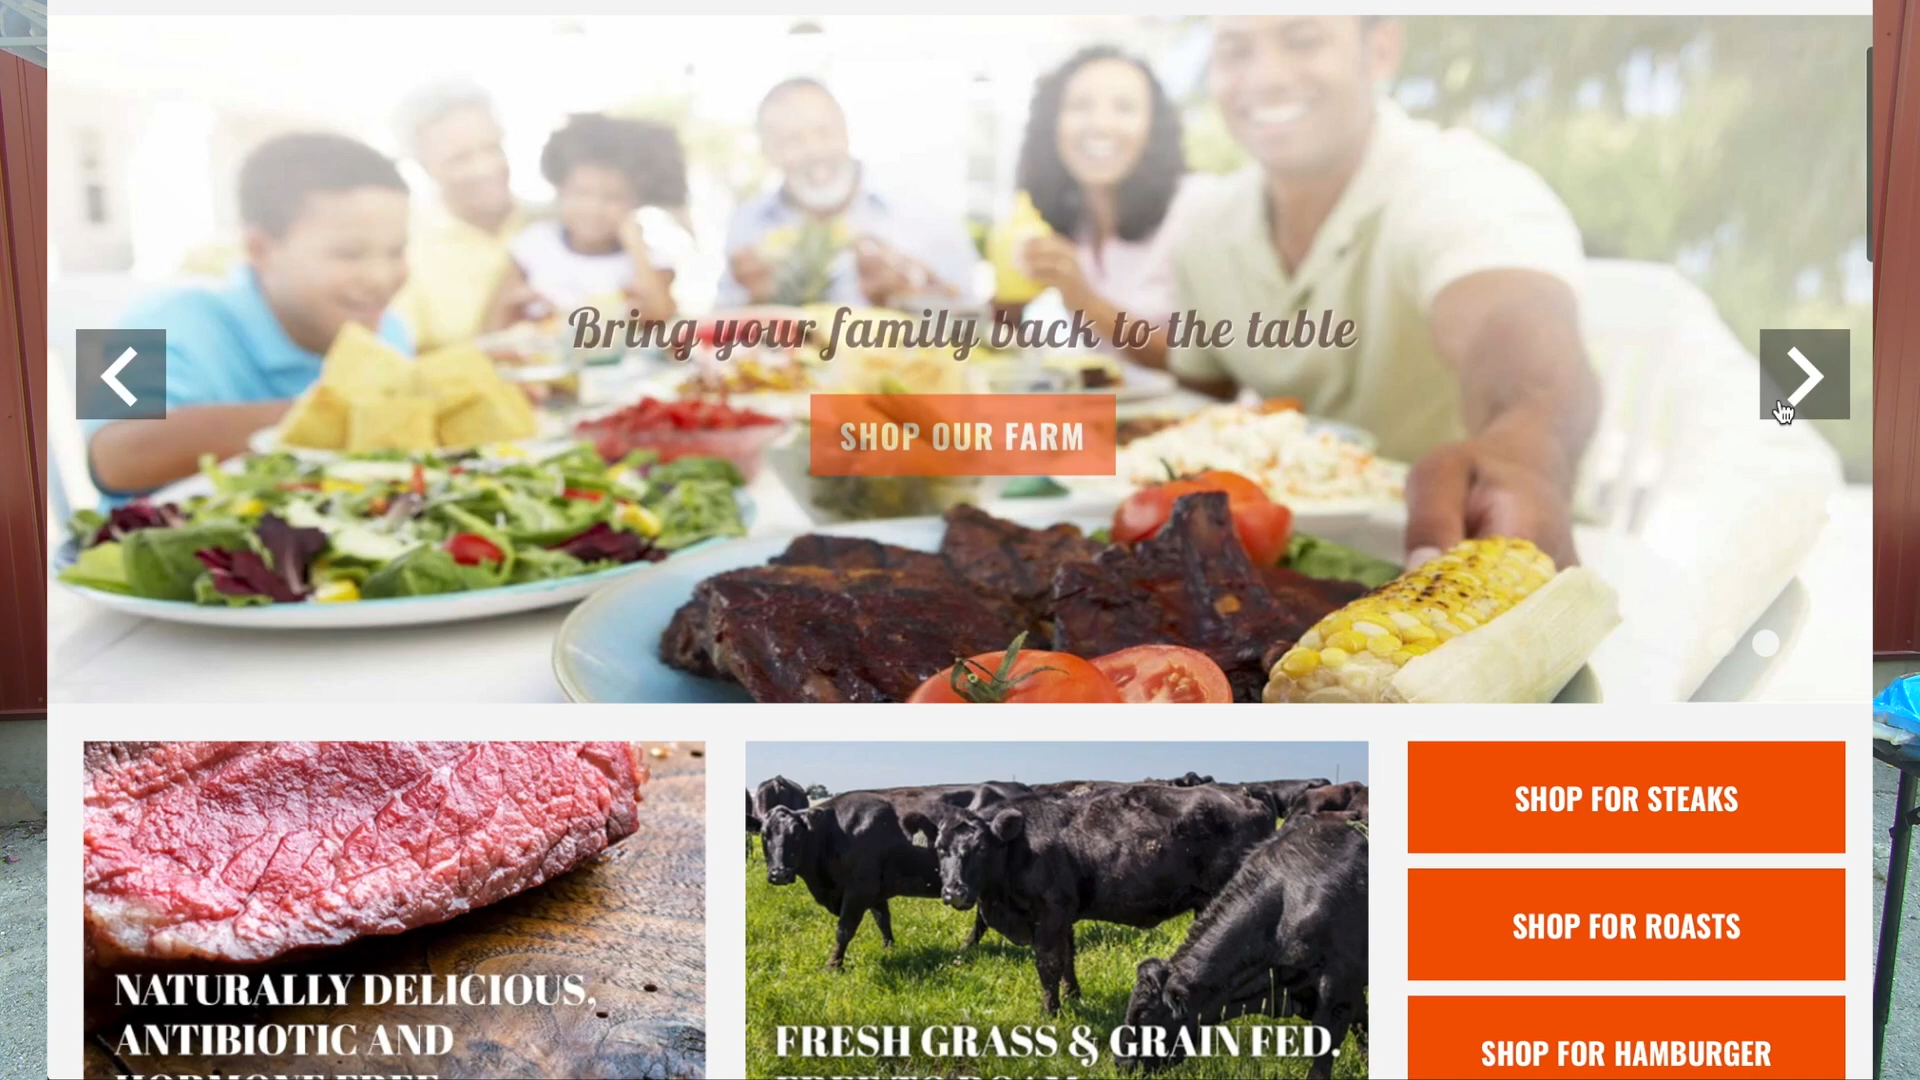 Bring your family back to the table
SHOP OUR FARM
NATURALLY DELICIOUS,
ANTIBIOTIC AND
FRESH GRASS & GRAIN FED.
SHOP FOR STEAKS
SHOP FOR ROASTS
SHOP FOR HAMBURGER